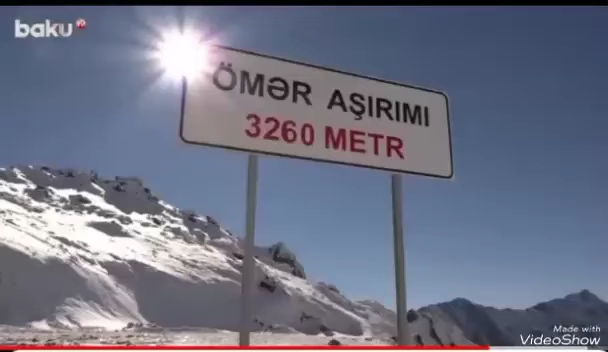 baku
ÖMƏR AŞIRIMI
3260 METR
Made with
VideoShow